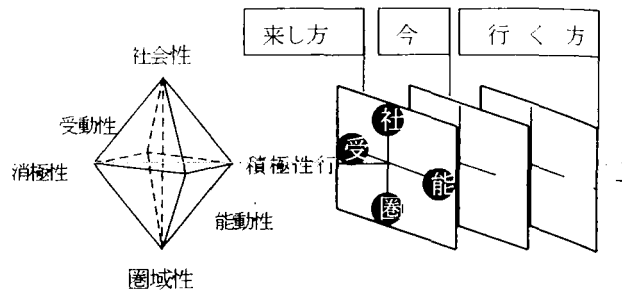 来し方
今
行く方
社会性
受動性
消極性
積極性行
能動性
圏域性
社
受
能
圏